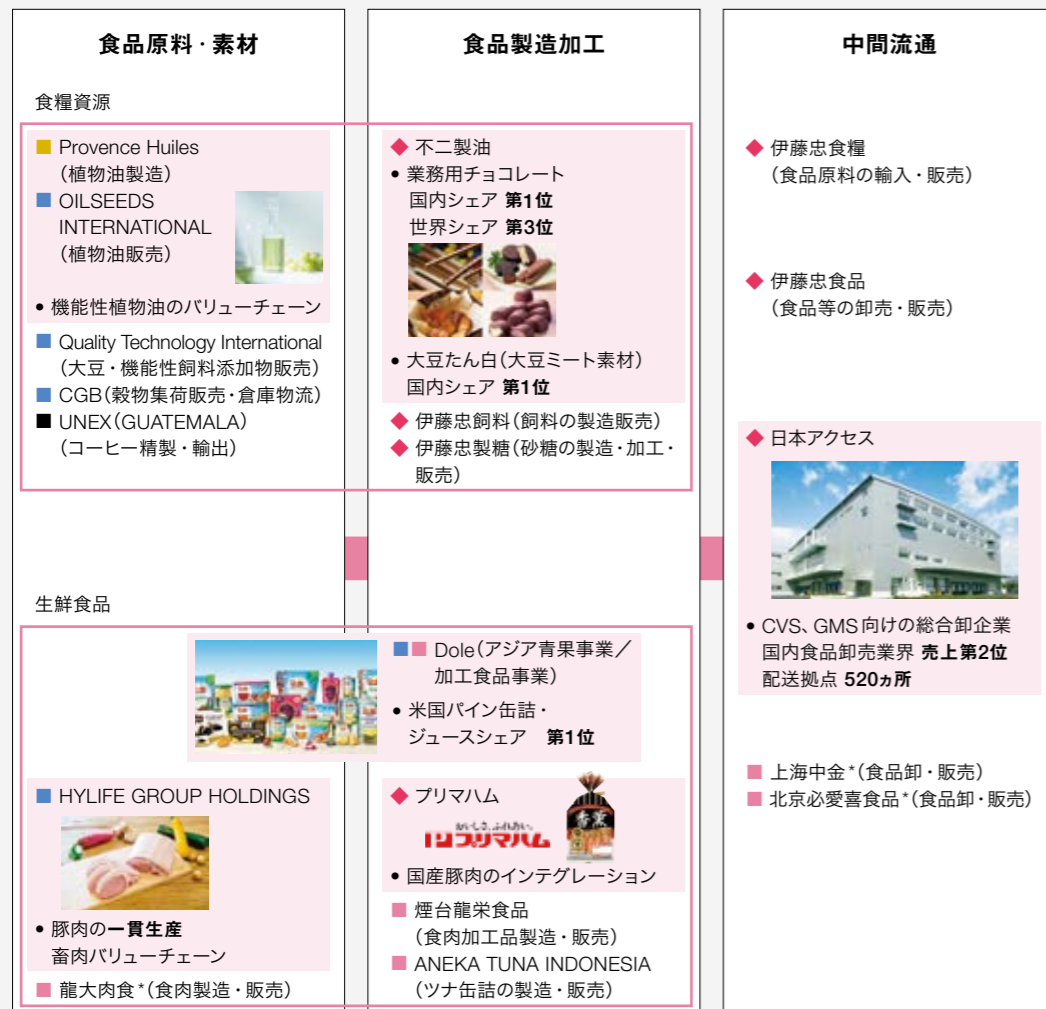 食品原料・素材
食糧資源
■ Provence Huiles
(植物油製造)
■ OILSEEDS
INTERNATIONAL
(植物油販売)
• 機能性植物油のバリューチェーン
■ Quality Technology International
(大豆・機能性飼料添加物販売)
■ CGB(穀物集荷販売・倉庫物流)
■ UNEX(GUATEMALA)
(コーヒー精製・輸出)
食品製造加工
◆ 不二製油
• 業務用チョコレート
国内シェア 第1位
世界シェア 第3位
• 大豆たん白(大豆ミート素材)
国内シェア 第1位
◆ 伊藤忠飼料(飼料の製造販売)
◆ 伊藤忠製糖(砂糖の製造・加工・
販売)
生鮮食品
■■ Dole(アジア青果事業/
加工食品事業)
• 米国パイン缶詰・
ジュースシェア 第1位
■ HYLIFE GROUP HOLDINGS
• 豚肉の一貫生産
畜肉バリューチェーン
■ 龍大肉食*(食肉製造・販売)
◆ プリマハム
おいしさ、ふれあい。
プリマハム
香薫
• 国産豚肉のインテグレーション
■ 煙台龍栄食品
(食肉加工品製造・販売)
■ ANEKA TUNA INDONESIA
(ツナ缶詰の製造・販売)
中間流通
◆ 伊藤忠食糧
(食品原料の輸入・販売)
◆ 伊藤忠食品
(食品等の卸売・販売)
◆ 日本アクセス
• CVS、GMS向けの総合卸企業
国内食品卸売業界 売上第2位
配送拠点 520ヵ所
■ 上海中金*(食品卸・販売)
■ 北京必愛喜食品*(食品卸・販売)